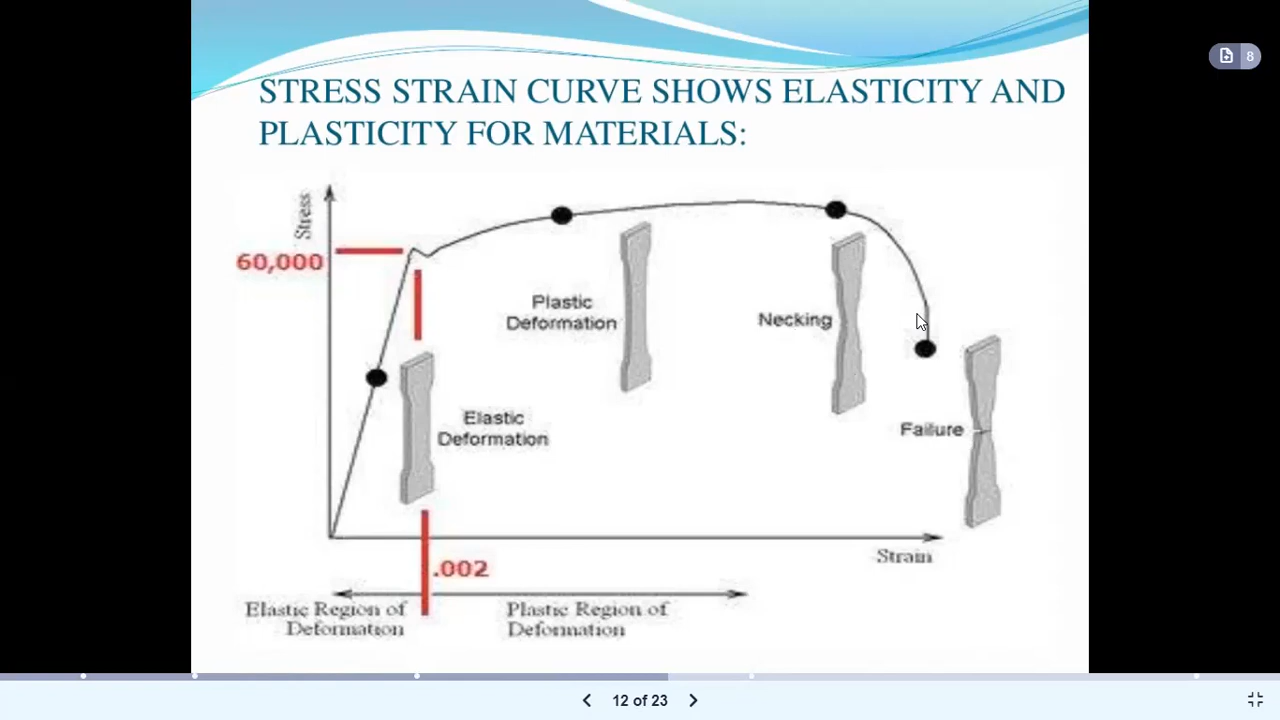 8
STRESS STRAIN CURVE SHOWS ELASTICITY AND
PLASTICITY FOR MATERIALS:
Stress
60,000
Plastic
Deformation
Necking
Elastic
Deformation
Failure
Strain
.002
Elastic Region of
Deformation
Plastic Region of
Deformation
12 of 23